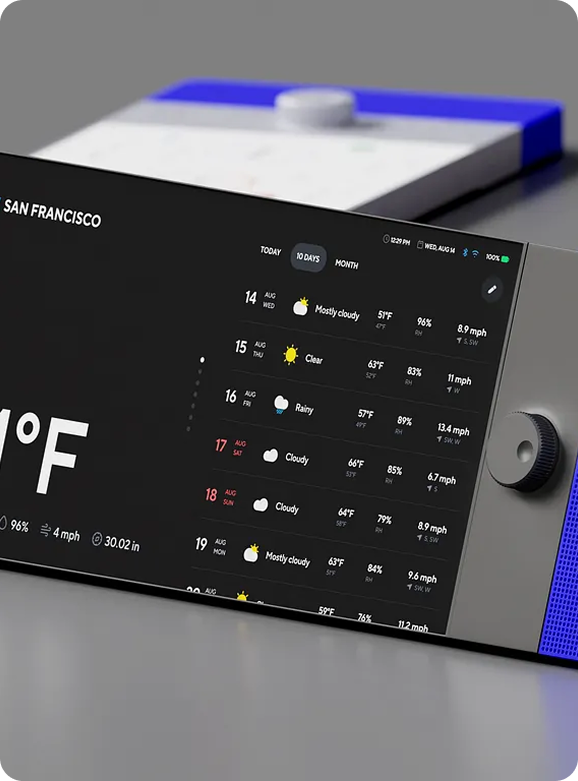 SAN FRANCISCO
12:29 PM WED, AUG 14 100%
TODAY 10 DAYS MONTH
14 AUG WED Mostly cloudy 51°F 47°F 96% RH 8.9 mph S, SW
15 AUG THU Clear 63°F 52°F 83% RH 11 mph W
16 AUG FRI Rainy 57°F 49°F 89% RH 13.4 mph SW, W
17 AUG SAT Cloudy 66°F 53°F 85% RH 6.7 mph S
18 AUG SUN Cloudy 64°F 58°F 79% RH 8.9 mph S, SW
19 AUG MON Mostly cloudy 63°F 51°F 84% RH 9.6 mph SW, W
AUG 59°F 76% 11.2 mph
°F
96% 4 mph 30.02 in